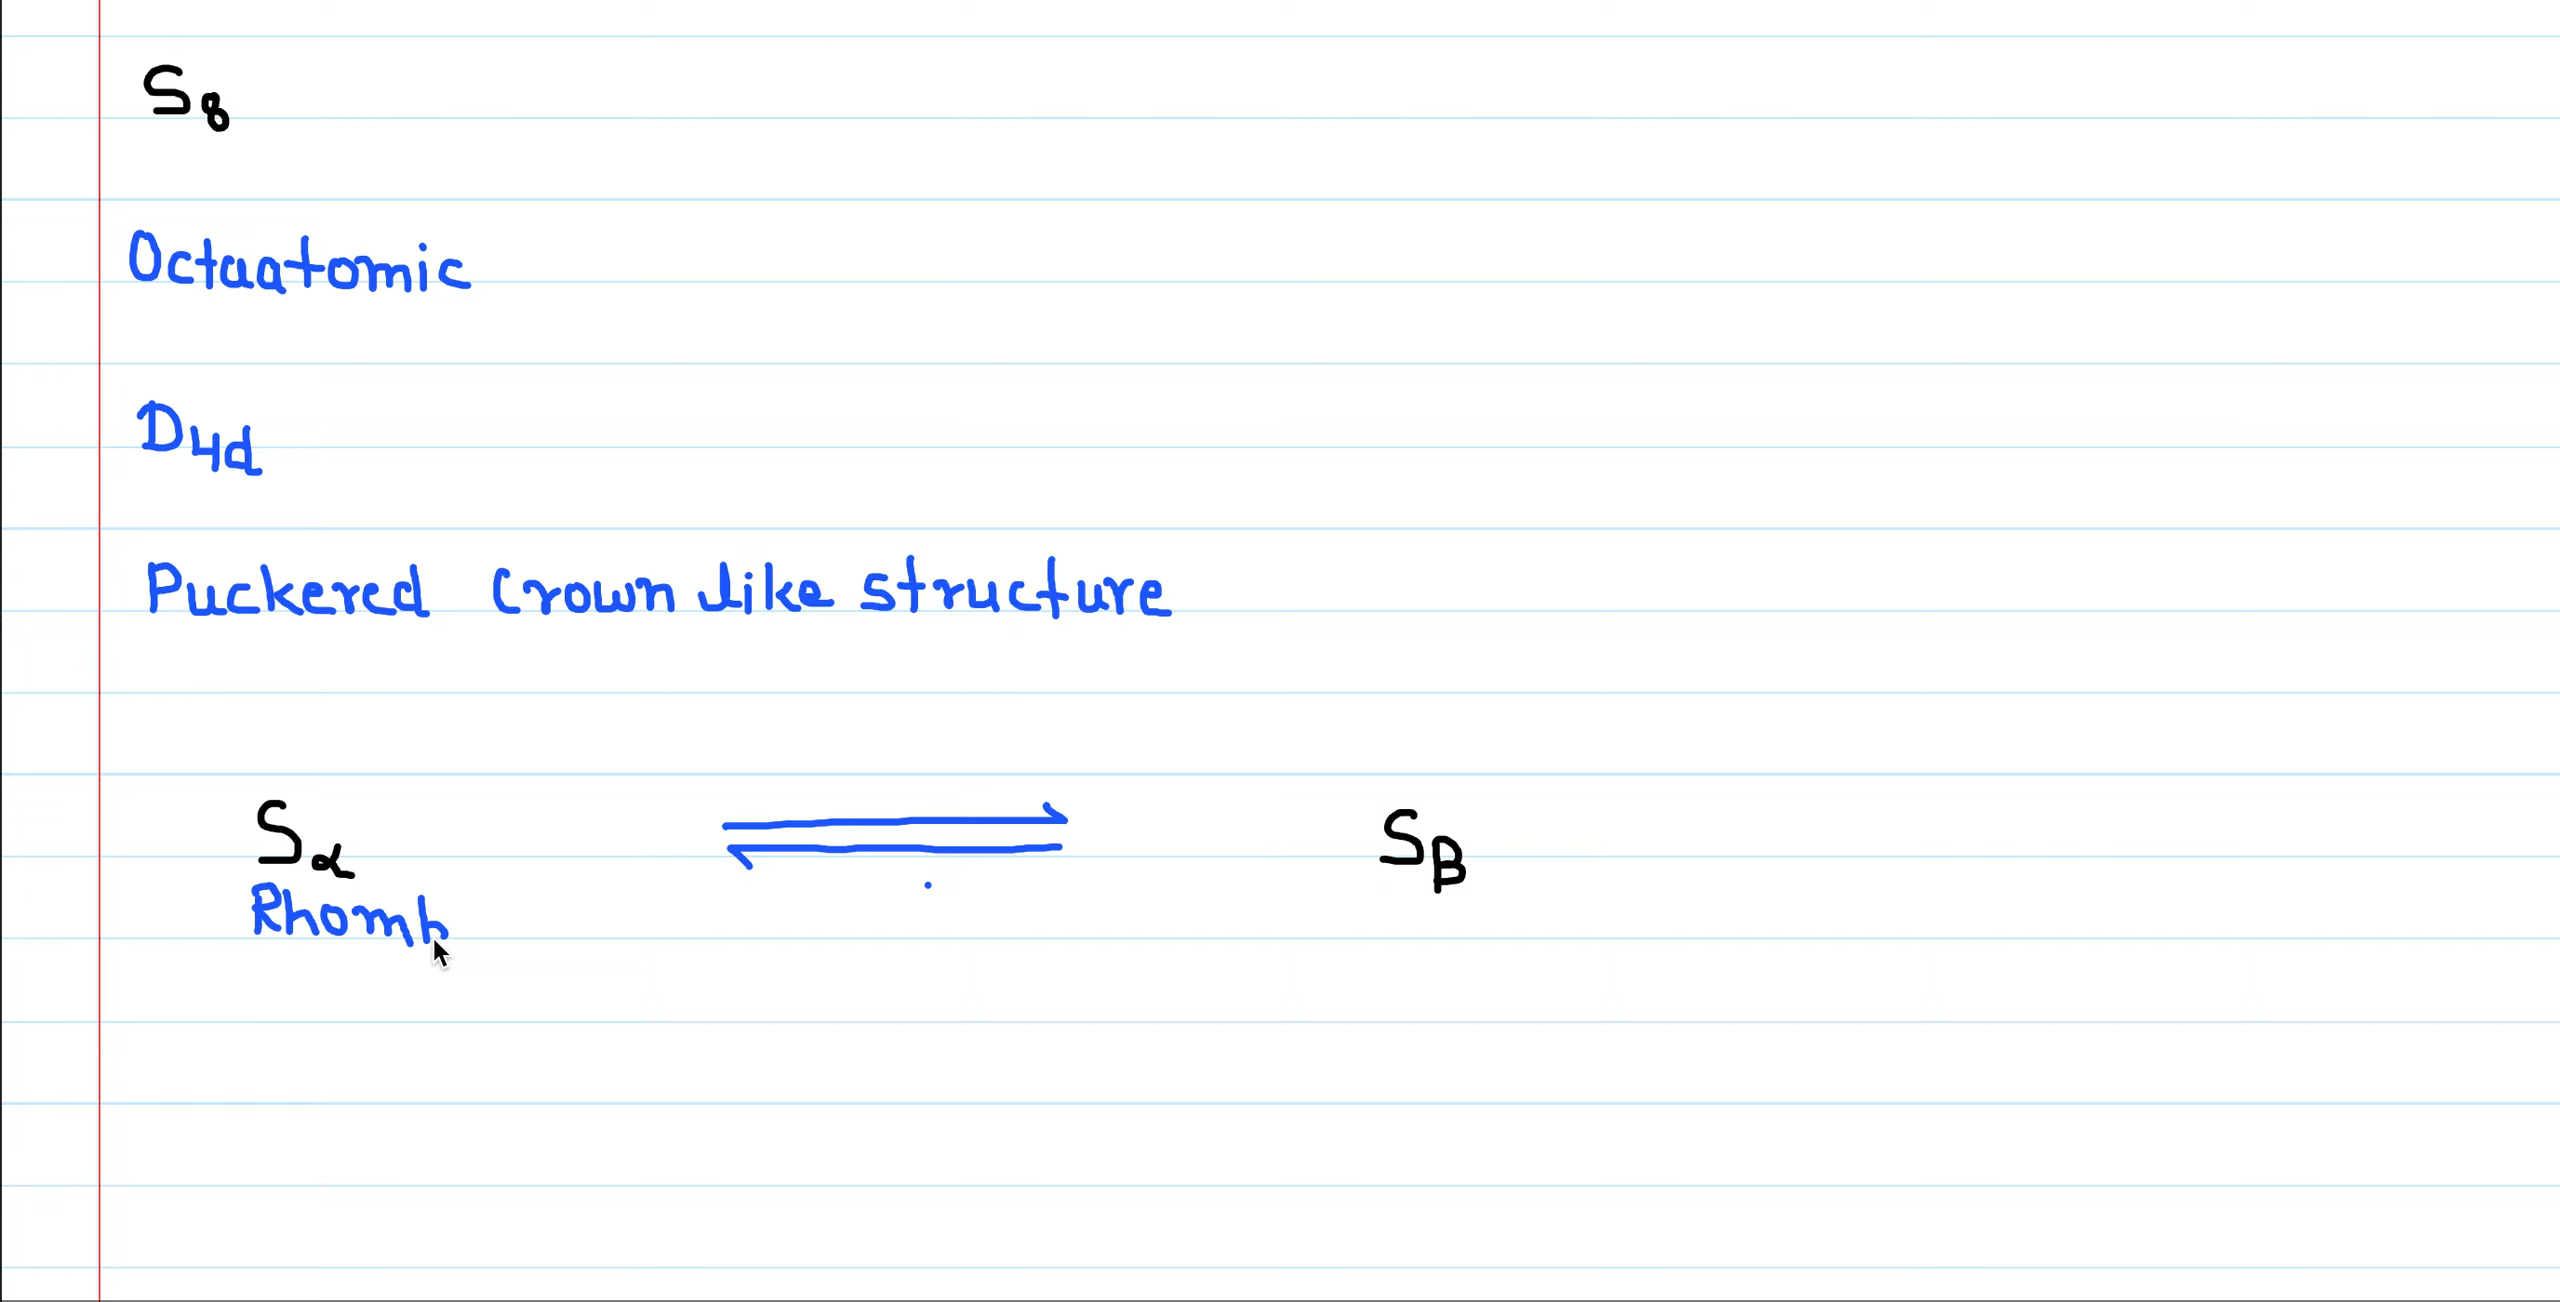 S8
Octaatomic
D4d
Puckered Crown like structure
Sα ⇌ Sβ
Rhomb